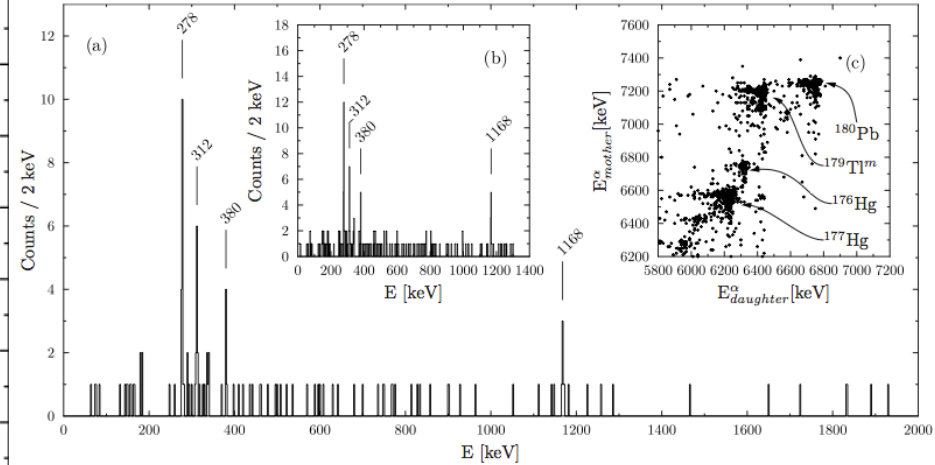 (a)
278
312
380
1168
Counts / 2 keV
12
10
8
6
4
2
0
0 200 400 600 800 1000 1200 1400 1600 1800 2000
E [keV]
(b)
278
312
380
1168
Counts / 2 keV
18
16
14
12
10
8
6
4
2
0
0 200 400 600 800 1000 1200 1400
E [keV]
(c)
E^α_mother[keV]
7600
7400
7200
7000
6800
6600
6400
6200
¹⁸⁰Pb
¹⁷⁹Tlᵐ
¹⁷⁶Hg
¹⁷⁷Hg
5800 6000 6200 6400 6600 6800 7000 7200
E^α_daughter[keV]